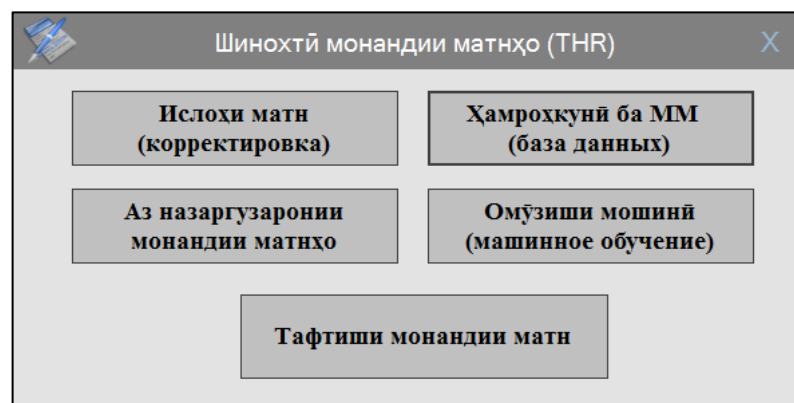 Шинохтӣ монандии матнҳо (THR) X
Ислоҳи матн
(корректировка)
Ҳамроҳкунӣ ба ММ
(база данных)
Аз назаргузаронии
монандии матнҳо
Омӯзиши мошинӣ
(машинное обучение)
Тафтиши монандии матн